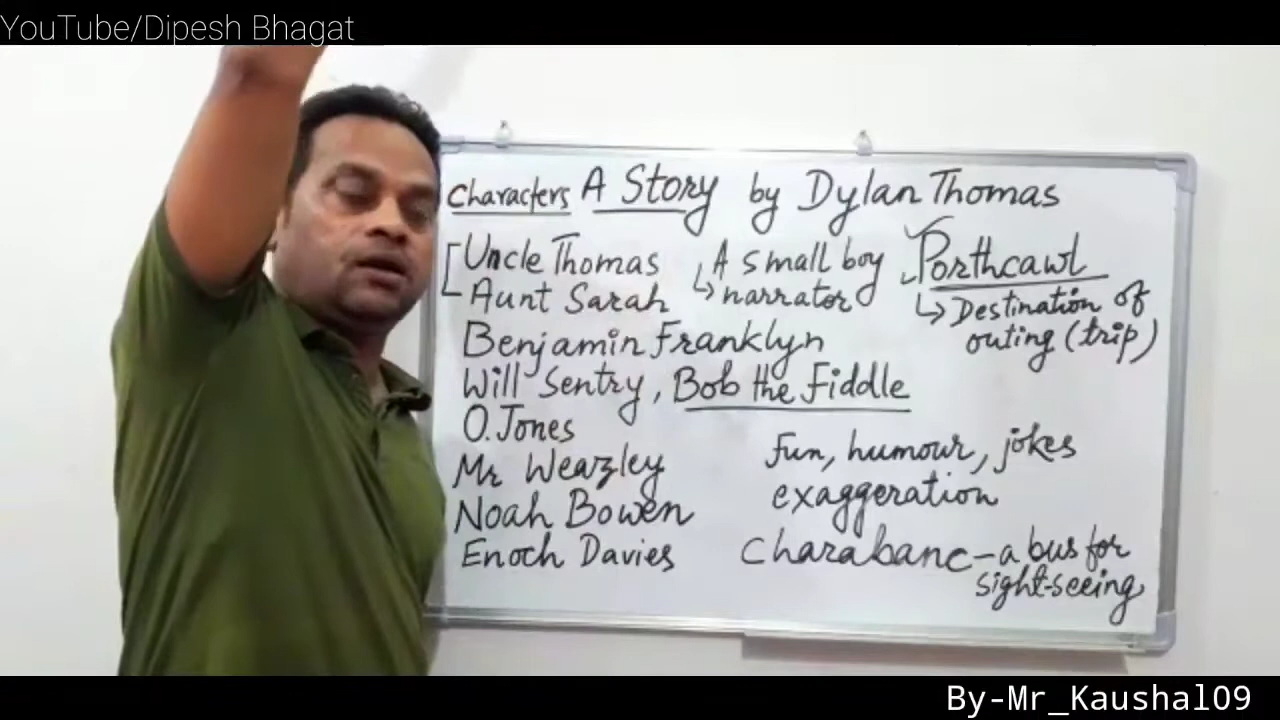 YouTube/Dipesh Bhagat
Characters A Story by Dylan Thomas
Uncle Thomas
Aunt Sarah
A small boy
narrator
Porthcawl
Destination of
outing (trip)
Benjamin Franklyn
Will Sentry, Bob the Fiddle
O. Jones
Mr Weazley
Noah Bowen
Enoch Davies
Fun, humour, jokes
exaggeration
Charabanc - a bus for
sight-seeing
By-Mr_Kaushal09